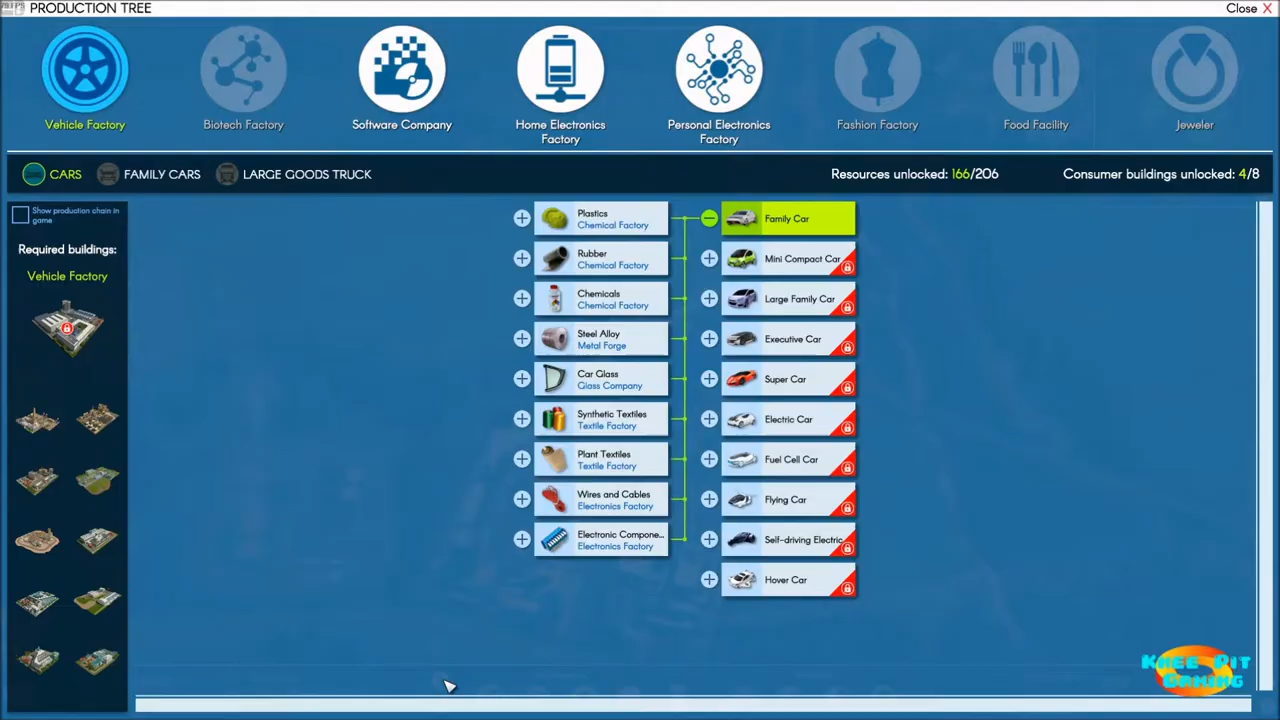 PRODUCTION TREE
Close X
Vehicle Factory
Biotech Factory
Software Company
Home Electronics
Factory
Personal Electronics
Factory
Fashion Factory
Food Facility
Jeweler
CARS
FAMILY CARS
LARGE GOODS TRUCK
Resources unlocked: 166/206
Consumer buildings unlocked: 4/8
Show production chain in
game
Required buildings:
Vehicle Factory
Plastics
Chemical Factory
Rubber
Chemical Factory
Chemicals
Chemical Factory
Steel Alloy
Metal Forge
Car Glass
Glass Company
Synthetic Textiles
Textile Factory
Plant Textiles
Textile Factory
Wires and Cables
Electronics Factory
Electronic Compone...
Electronics Factory
Family Car
Mini Compact Car
Large Family Car
Executive Car
Super Car
Electric Car
Fuel Cell Car
Flying Car
Self-driving Electric
Hover Car
Knee Pit
Gaming